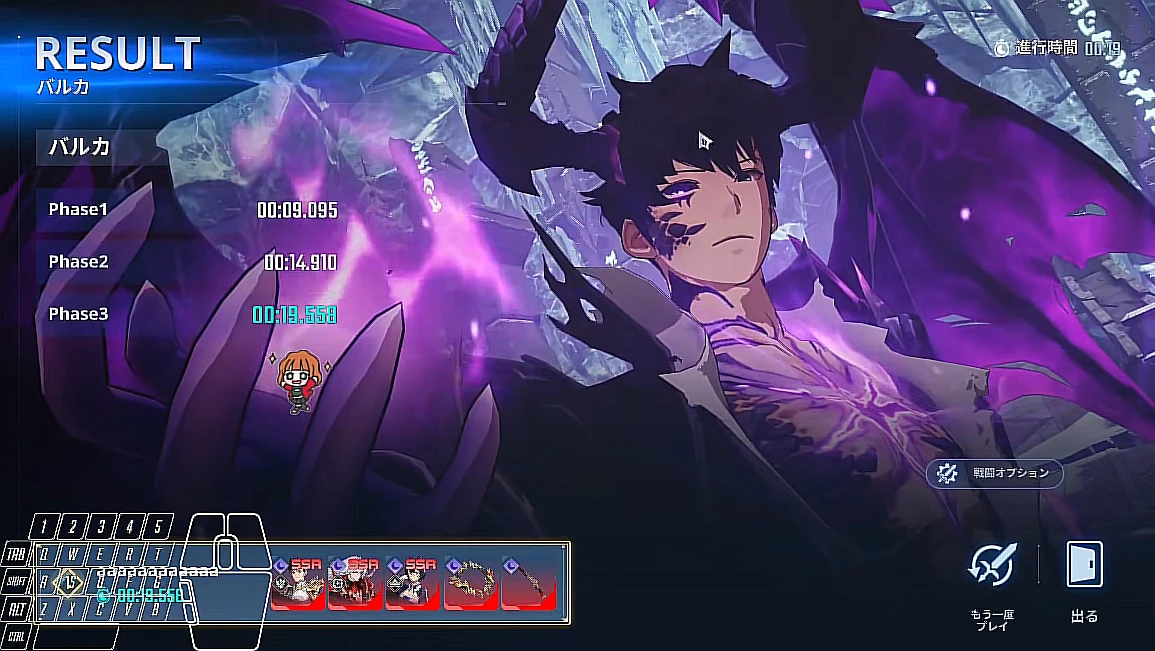 RESULT
バルカ
進行時間 00:19
バルカ
Phase1 00:09.095
Phase2 00:14.910
Phase3 00:19.558
戦闘オプション
1 2 3 4 5
TAB Q W E R T
SHIFT A
aaaaaaaaaaaa
00:19.558
ALT Z X C V B
CTRL
SSR SSR SSR
もう一度
プレイ
出る